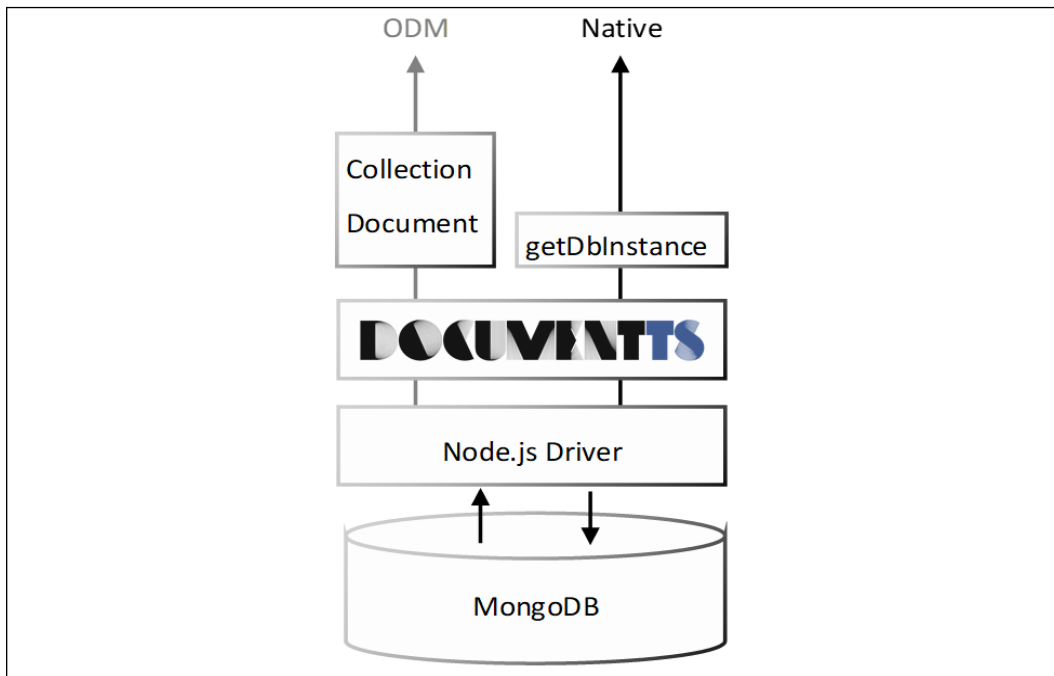 ODM
Native
Collection
Document
getDbInstance
DOCUMENTTS
Node.js Driver
MongoDB